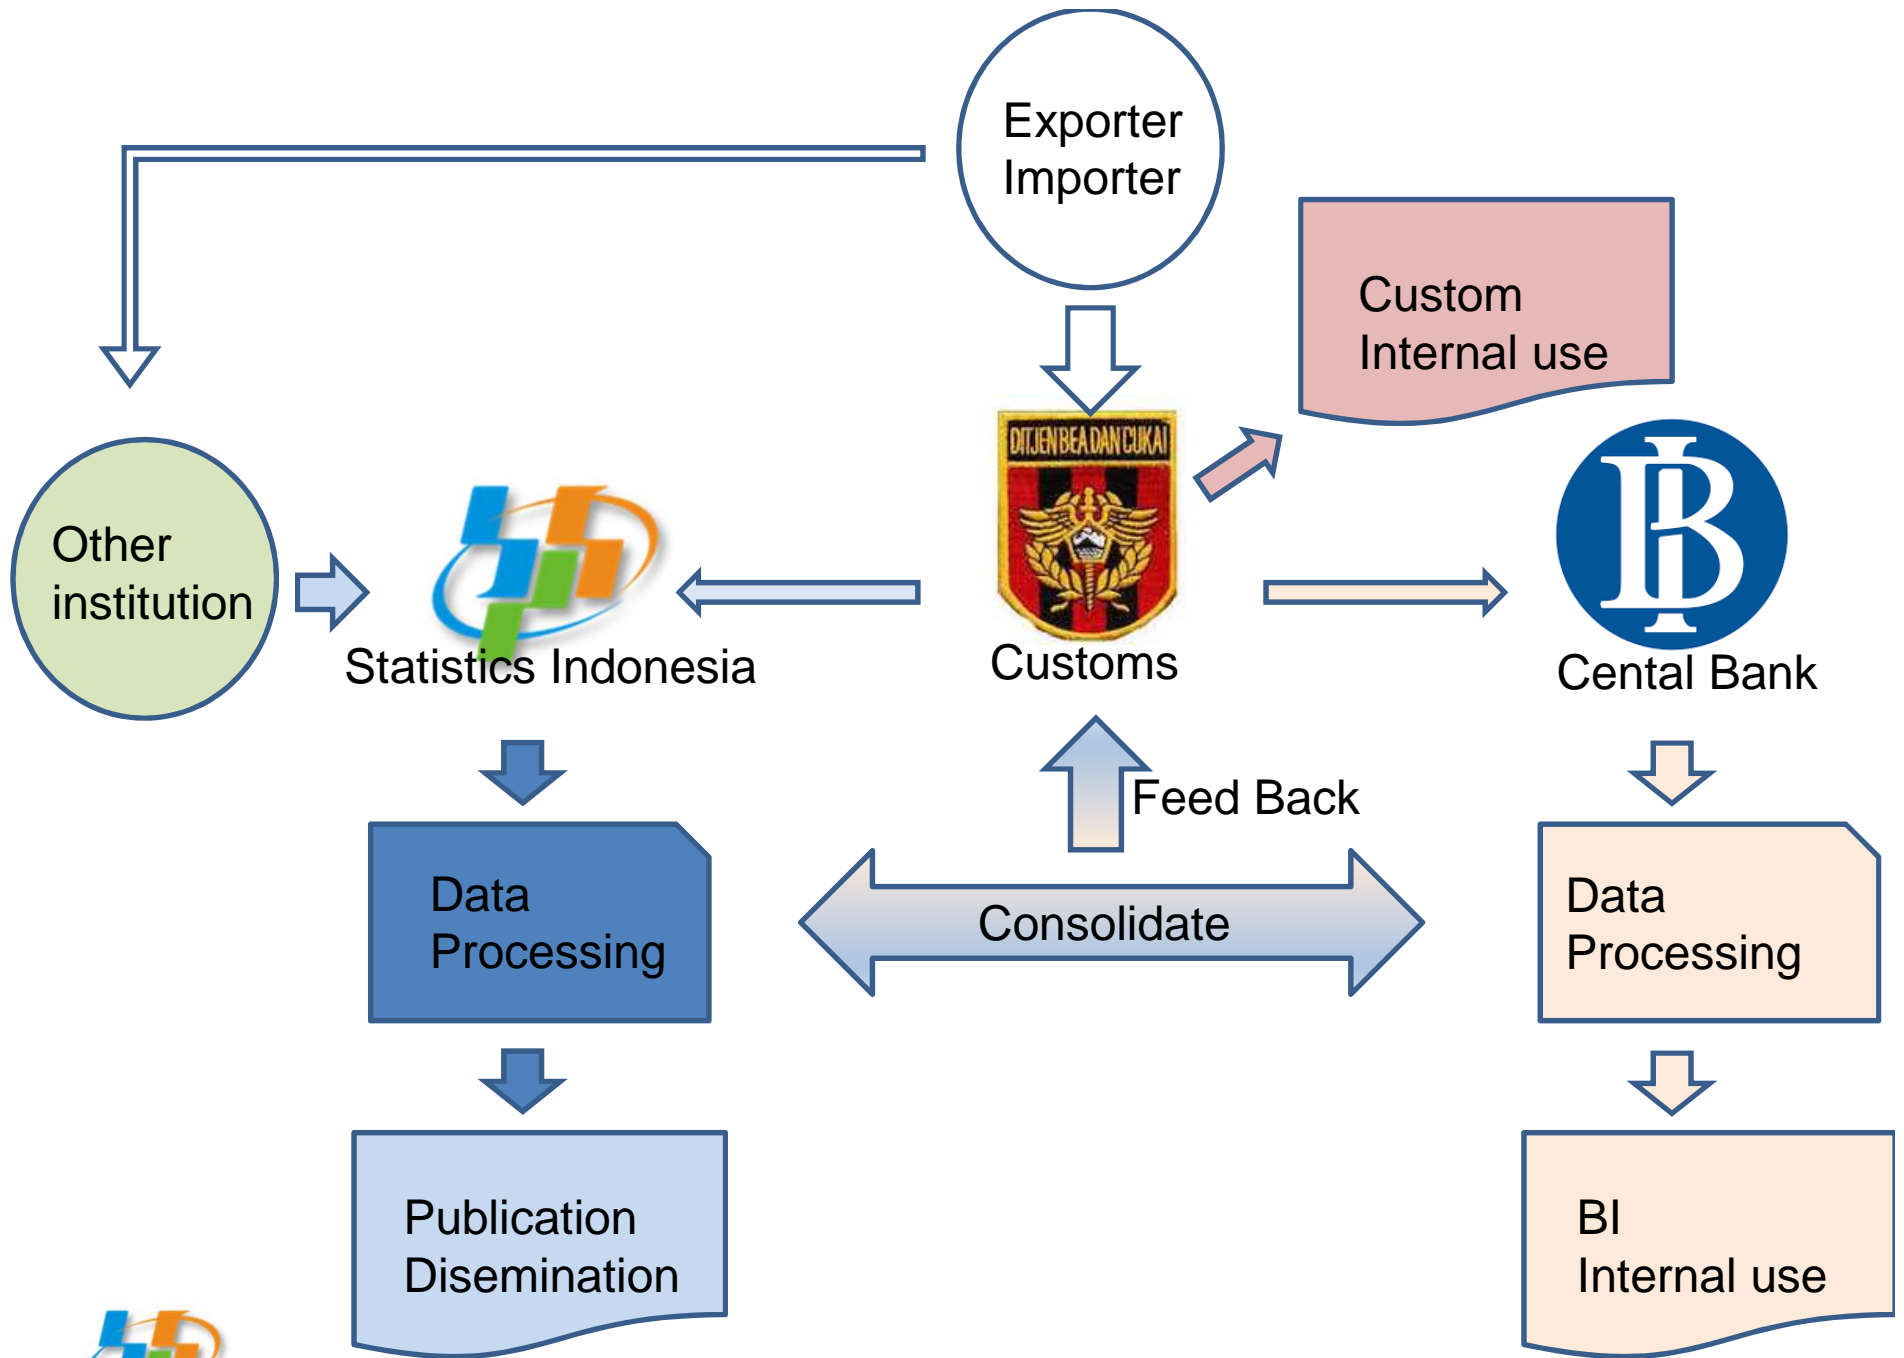 Exporter
Importer
Custom
Internal use
DITJEN BEA DAN CUKAI
Other
institution
Statistics Indonesia
Customs
Cental Bank
Feed Back
Data
Processing
Consolidate
Data
Processing
Publication
Disemination
BI
Internal use